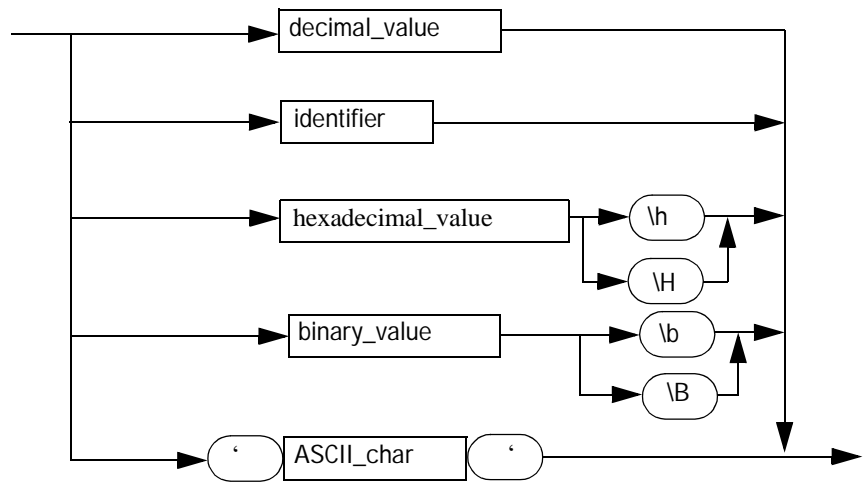 decimal_value
identifier
hexadecimal_value
\h
\H
binary_value
\b
\B
‘ ASCII_char ‘